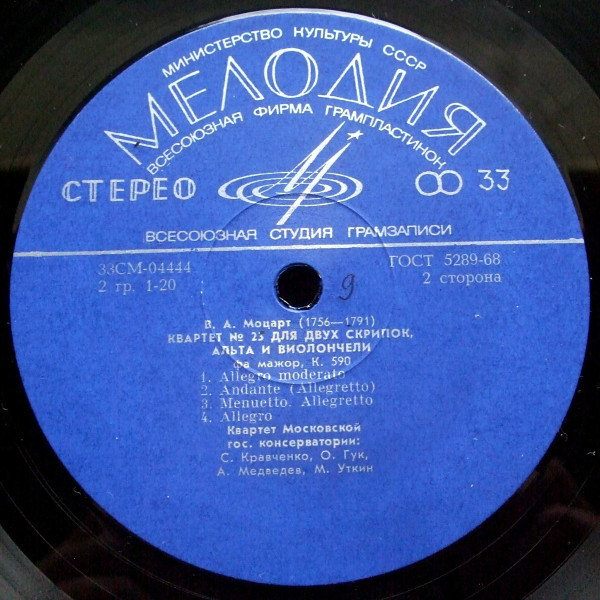 МИНИСТЕРСТВО КУЛЬТУРЫ СССР
МЕЛОДИЯ
ВСЕСОЮЗНАЯ ФИРМА ГРАМПЛАСТИНОК
СТЕРЕО 33
ВСЕСОЮЗНАЯ СТУДИЯ ГРАМЗАПИСИ
33СМ-04444 ГОСТ 5289-68
2 гр. 1-20 2 сторона
9
В. А. Моцарт (1756—1791)
КВАРТЕТ № 23 ДЛЯ ДВУХ СКРИПОК,
АЛЬТА И ВИОЛОНЧЕЛИ
фа мажор, К. 590
1. Allegro moderato
2. Andante (Allegretto)
3. Menuetto. Allegretto
4. Allegro
Квартет Московской
гос. консерватории:
С. Кравченко, О. Гук,
А. Медведев, М. Уткин